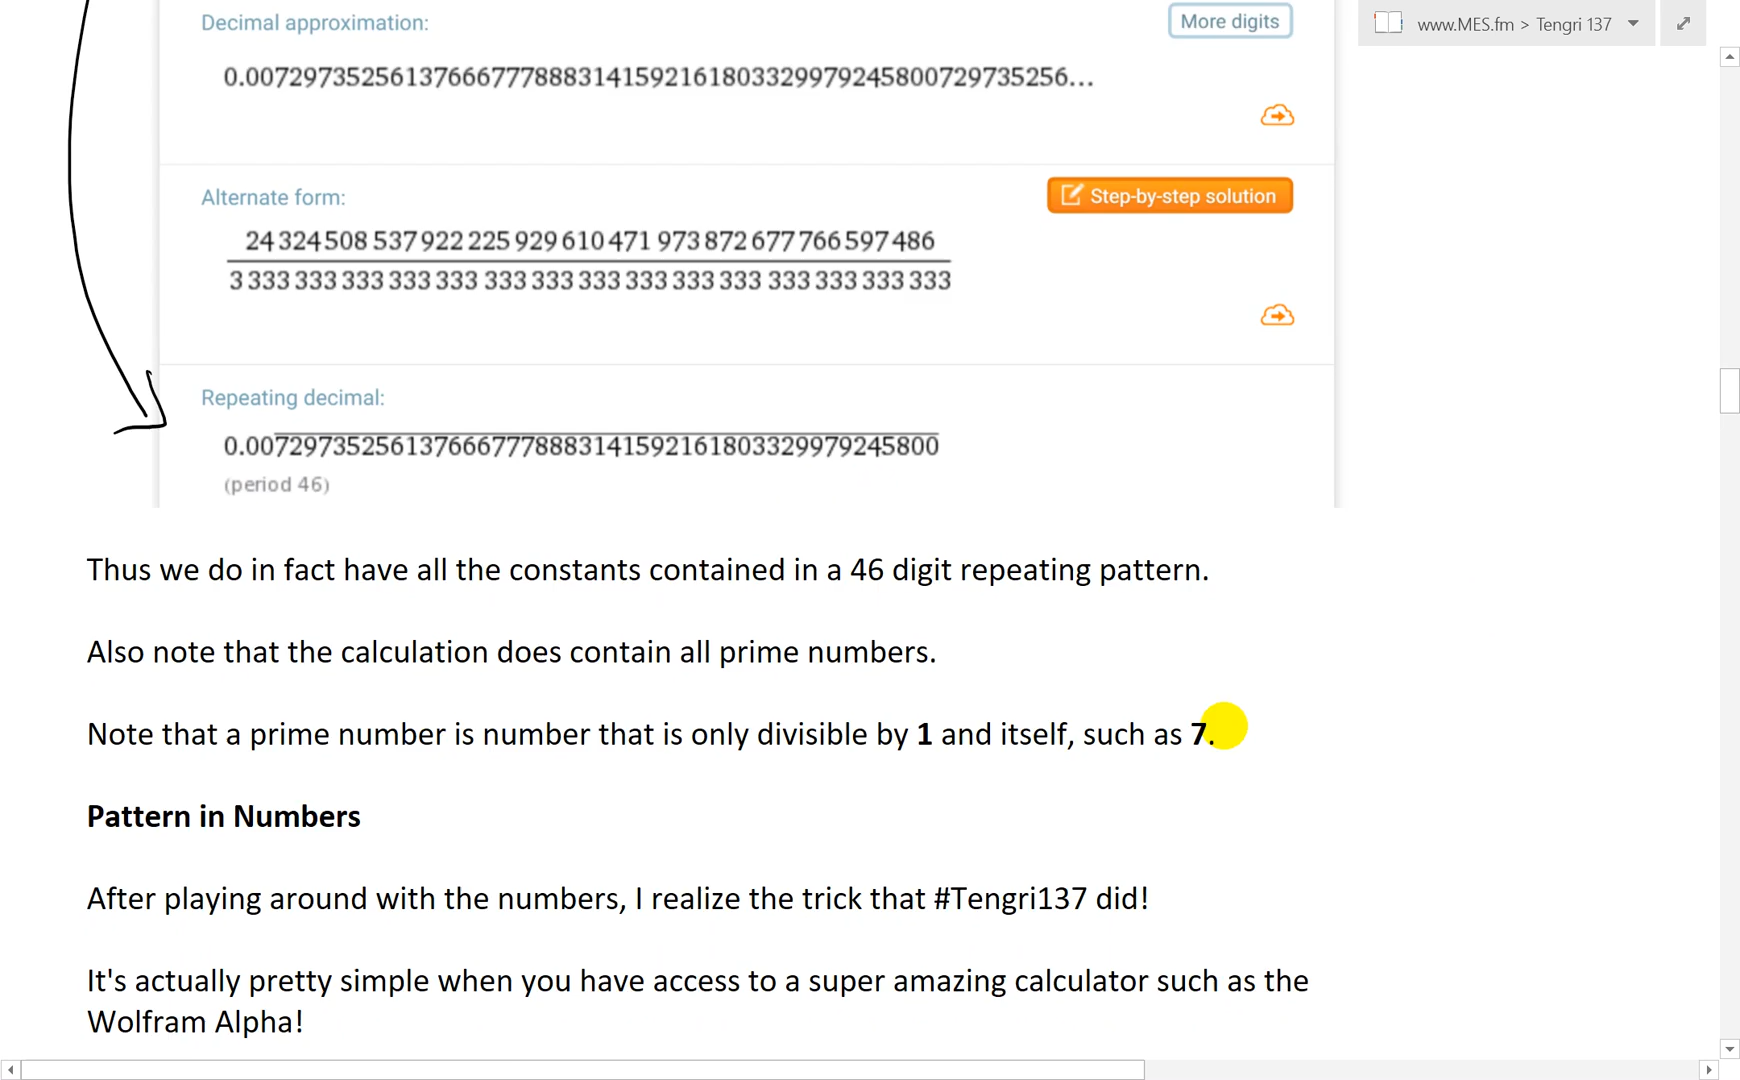 Decimal approximation:
More digits
www.MES.fm > Tengri 137
0.00729735256137666777888314159216180332997924580072973525​6...
Alternate form:
Step-by-step solution
24 324 508 537 922 225 929 610 471 973 872 677 766 597 486
3 333 333 333 333 333 333 333 333 333 333 333 333 333 333 333
Repeating decimal:
0.007297352561376667778883141592161803329979245800
(period 46)
Thus we do in fact have all the constants contained in a 46 digit repeating pattern.
Also note that the calculation does contain all prime numbers.
Note that a prime number is number that is only divisible by 1 and itself, such as 7.
Pattern in Numbers
After playing around with the numbers, I realize the trick that #Tengri137 did!
It's actually pretty simple when you have access to a super amazing calculator such as the
Wolfram Alpha!